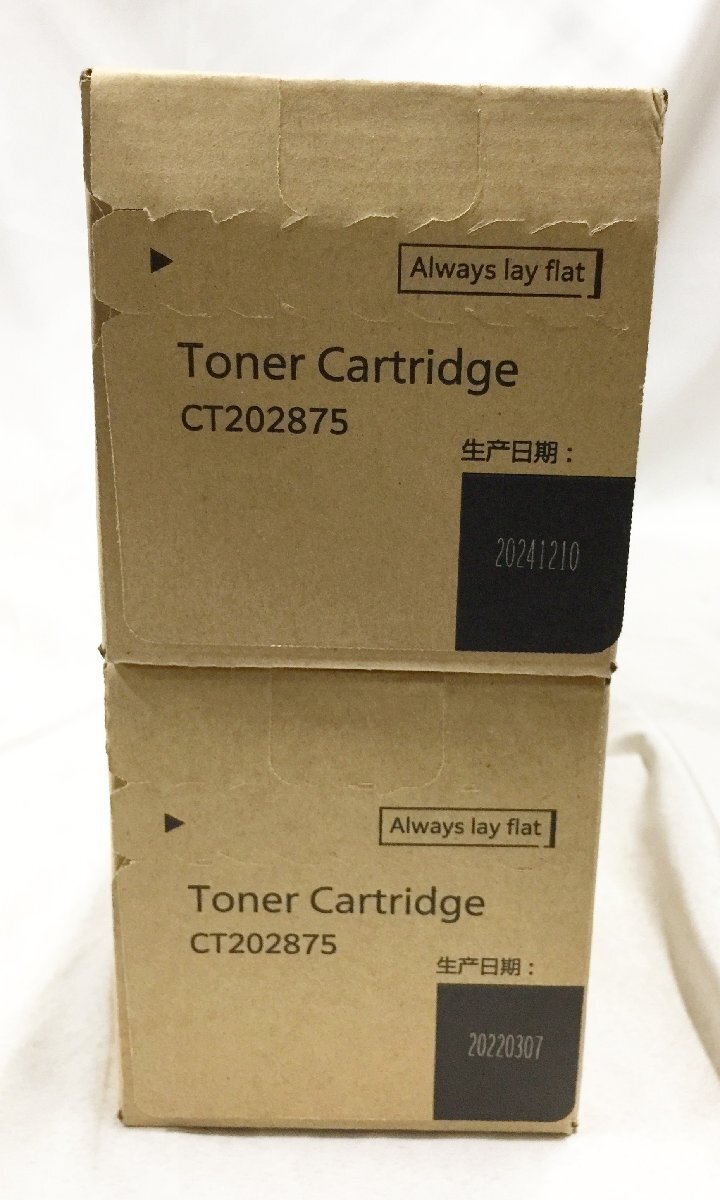 Always lay flat
Toner Cartridge
CT202875
生产日期：
20241210
Always lay flat
Toner Cartridge
CT202875
生产日期：
20220307